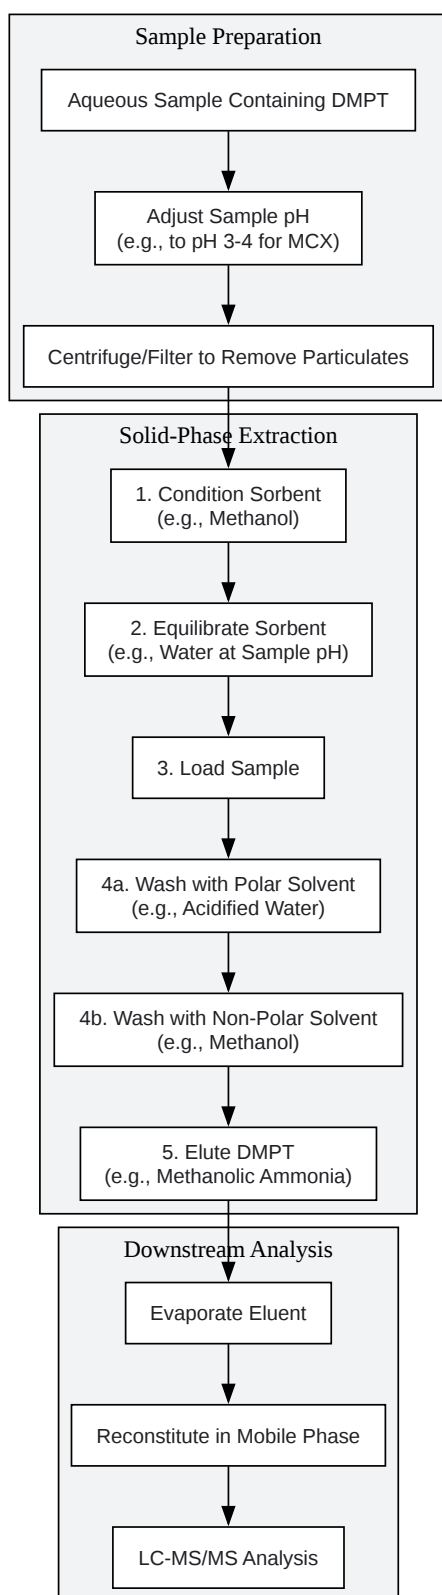 Sample Preparation
Aqueous Sample Containing DMPT
Adjust Sample pH
(e.g., to pH 3-4 for MCX)
Centrifuge/Filter to Remove Particulates
Solid-Phase Extraction
1. Condition Sorbent
(e.g., Methanol)
2. Equilibrate Sorbent
(e.g., Water at Sample pH)
3. Load Sample
4a. Wash with Polar Solvent
(e.g., Acidified Water)
4b. Wash with Non-Polar Solvent
(e.g., Methanol)
5. Elute DMPT
(e.g., Methanolic Ammonia)
Downstream Analysis
Evaporate Eluent
Reconstitute in Mobile Phase
LC-MS/MS Analysis